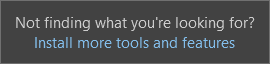 Not finding what you're looking for?
Install more tools and features